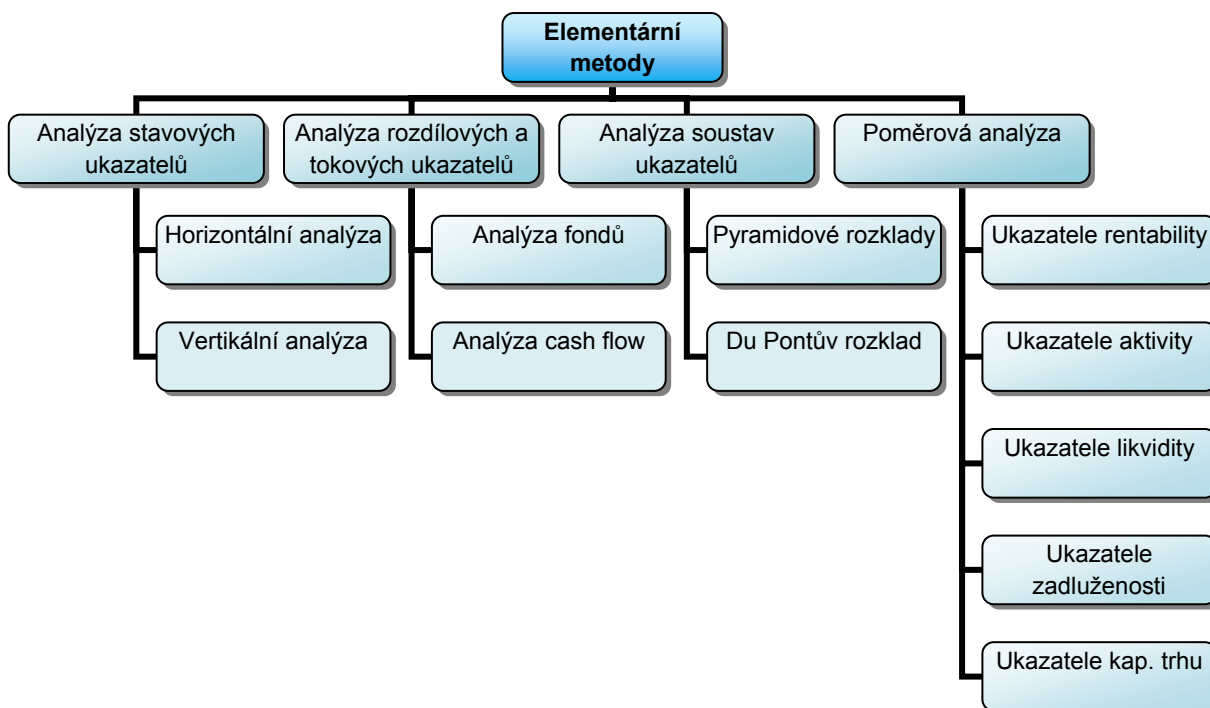 Elementární
metody
Analýza stavových
ukazatelů
Analýza rozdílových a
tokových ukazatelů
Analýza soustav
ukazatelů
Poměrová analýza
Horizontální analýza
Analýza fondů
Pyramidové rozklady
Ukazatele rentability
Vertikální analýza
Analýza cash flow
Du Pontův rozklad
Ukazatele aktivity
Ukazatele likvidity
Ukazatele
zadluženosti
Ukazatele kap. trhu